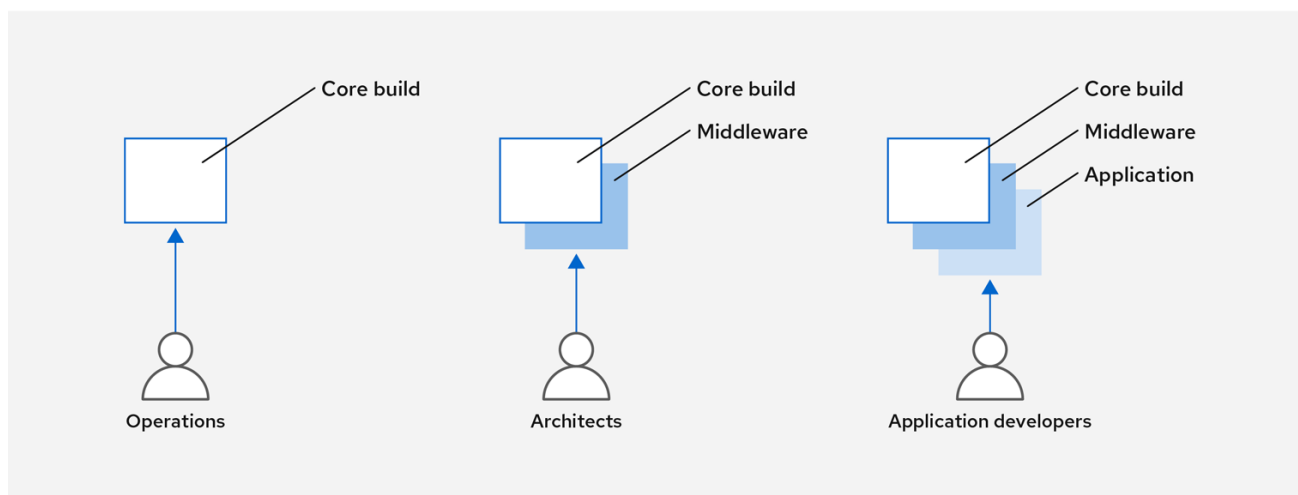 Core build
Core build
Middleware
Core build
Middleware
Application
Operations
Architects
Application developers